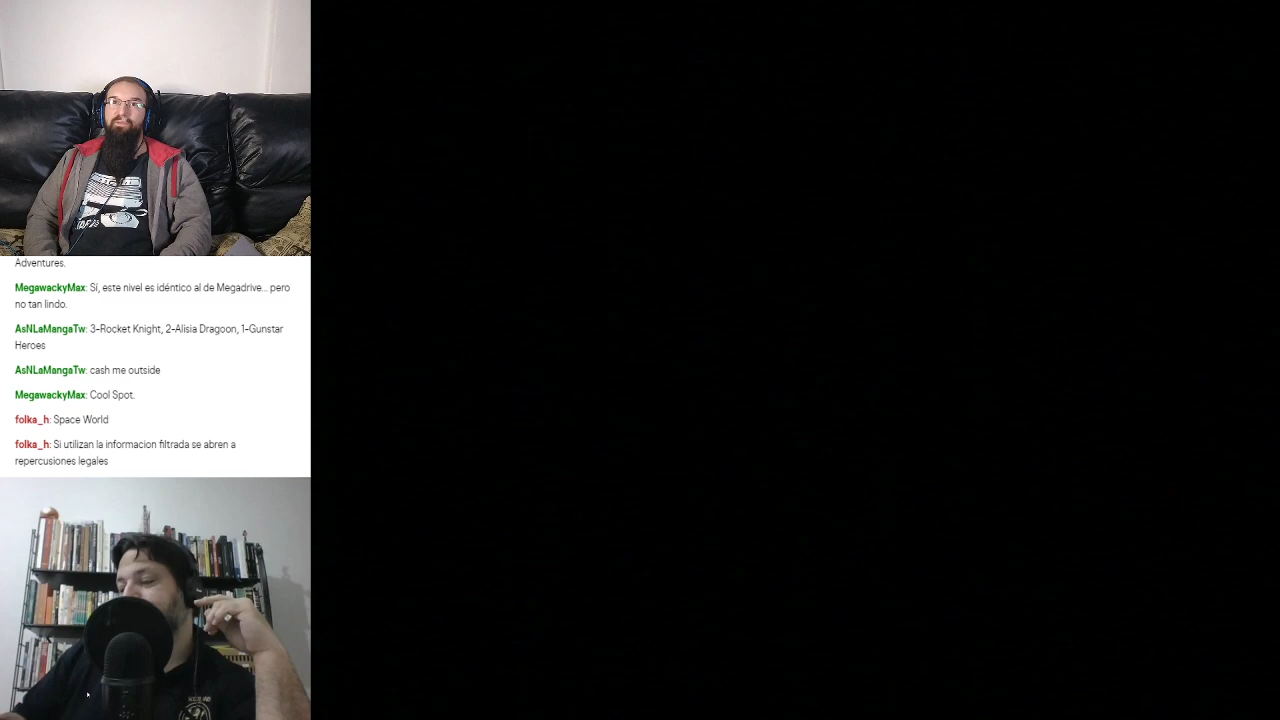 Adventures.
MegawackyMax: Sí, este nivel es idéntico al de Megadrive... pero
no tan lindo.
AsNLaMangaTw: 3-Rocket Knight, 2-Alisia Dragoon, 1-Gunstar
Heroes
AsNLaMangaTw: cash me outside
MegawackyMax: Cool Spot.
folka_h: Space World
folka_h: Si utilizan la informacion filtrada se abren a
repercusiones legales